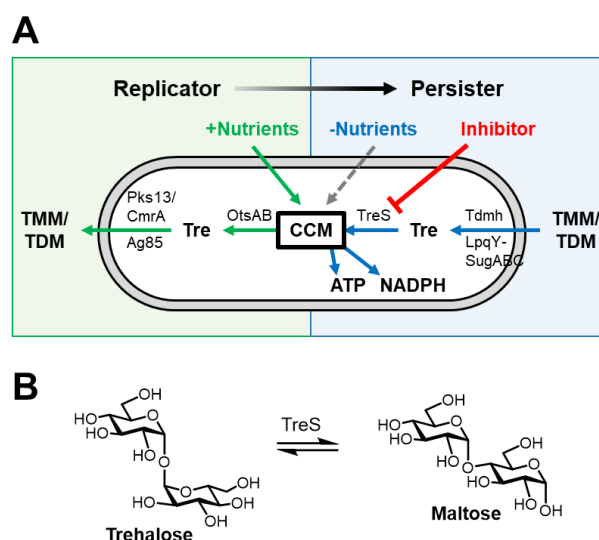 A
Replicator
Persister
+Nutrients
-Nutrients
Inhibitor
Pks13/
CmrA
OtsAB
TreS
Tdmh
TMM/
TDM
Tre
CCM
Tre
TMM/
TDM
Ag85
LpqY-
SugABC
ATP
NADPH
B
OH
O
HO
HO
HO
O
HO
O
OH
OH
HO
Trehalose
TreS
OH
O
HO
HO
HO
O
OH
O
HO
HO
OH
Maltose